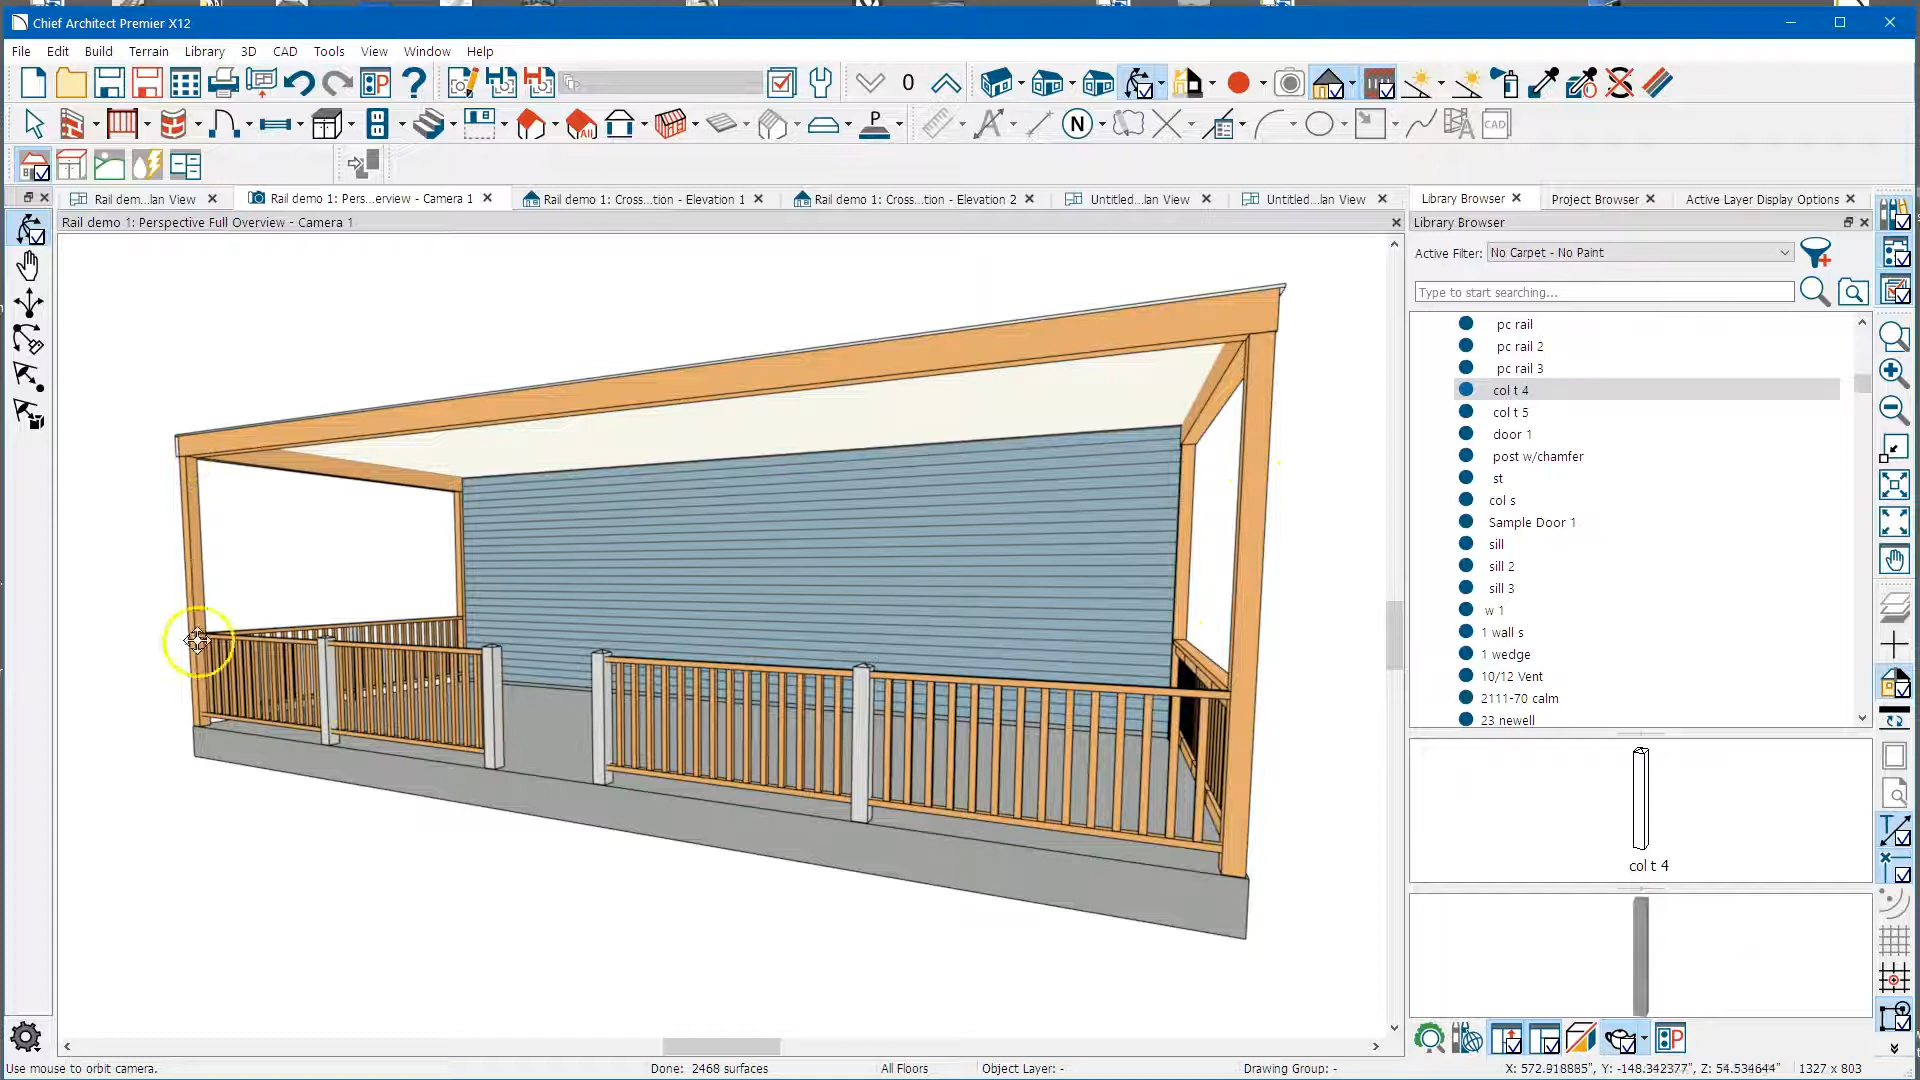 Chief Architect Premier X12
File Edit Build Terrain Library 3D CAD Tools View Window Help
0
P
N
All
CAD
Rail dem...lan View
Rail demo 1: Pers...erview - Camera 1
Rail demo 1: Cross...tion - Elevation 1
Rail demo 1: Cross...tion - Elevation 2
Untitled...lan View
Untitled...lan View
Library Browser
Project Browser
Active Layer Display Options
Rail demo 1: Perspective Full Overview - Camera 1
Library Browser
Active Filter: No Carpet - No Paint
Type to start searching...
pc rail
pc rail 2
pc rail 3
col t 4
col t 5
door 1
post w/chamfer
st
col s
Sample Door 1
sill
sill 2
sill 3
w 1
1 wall s
1 wedge
10/12 Vent
2111-70 calm
23 newell
col t 4
Use mouse to orbit camera.
Done: 2468 surfaces
All Floors
Object Layer: -
Drawing Group: -
X: 572.918885", Y: -148.342377", Z: 54.534644"
1327 x 803